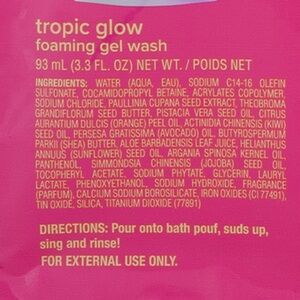 tropic glow
foaming gel wash
93 mL (3.3 FL. OZ) NET WT. / POIDS NET
INGREDIENTS: WATER (AQUA, EAU), SODIUM C14-16 OLEFIN
SULFONATE, COCAMIDOPROPYL BETAINE, ACRYLATES COPOLYMER,
SODIUM CHLORIDE, PAULLINIA CUPANA SEED EXTRACT, THEOBROMA
GRANDIFLORUM SEED BUTTER, PISTACIA VERA SEED OIL, CITRUS
AURANTIUM DULCIS (ORANGE) PEEL OIL, ACTINIDIA CHINENSIS (KIWI)
SEED OIL, PERSEA GRATISSIMA (AVOCADO) OIL, BUTYROSPERMUM
PARKII (SHEA) BUTTER, ALOE BARBADENSIS LEAF JUICE, HELIANTHUS
ANNUUS (SUNFLOWER) SEED OIL, ARGANIA SPINOSA KERNEL OIL,
PANTHENOL, SIMMONDSIA CHINENSIS (JOJOBA) SEED OIL,
TOCOPHERYL ACETATE, SODIUM PHYTATE, GLYCERIN, LAURYL
LACTATE, PHENOXYETHANOL, SODIUM HYDROXIDE, FRAGRANCE
(PARFUM), CALCIUM SODIUM BOROSILICATE, IRON OXIDES (CI 77491),
TIN OXIDE, SILICA, TITANIUM DIOXIDE (77891)
DIRECTIONS: Pour onto bath pouf, suds up,
sing and rinse!
FOR EXTERNAL USE ONLY.